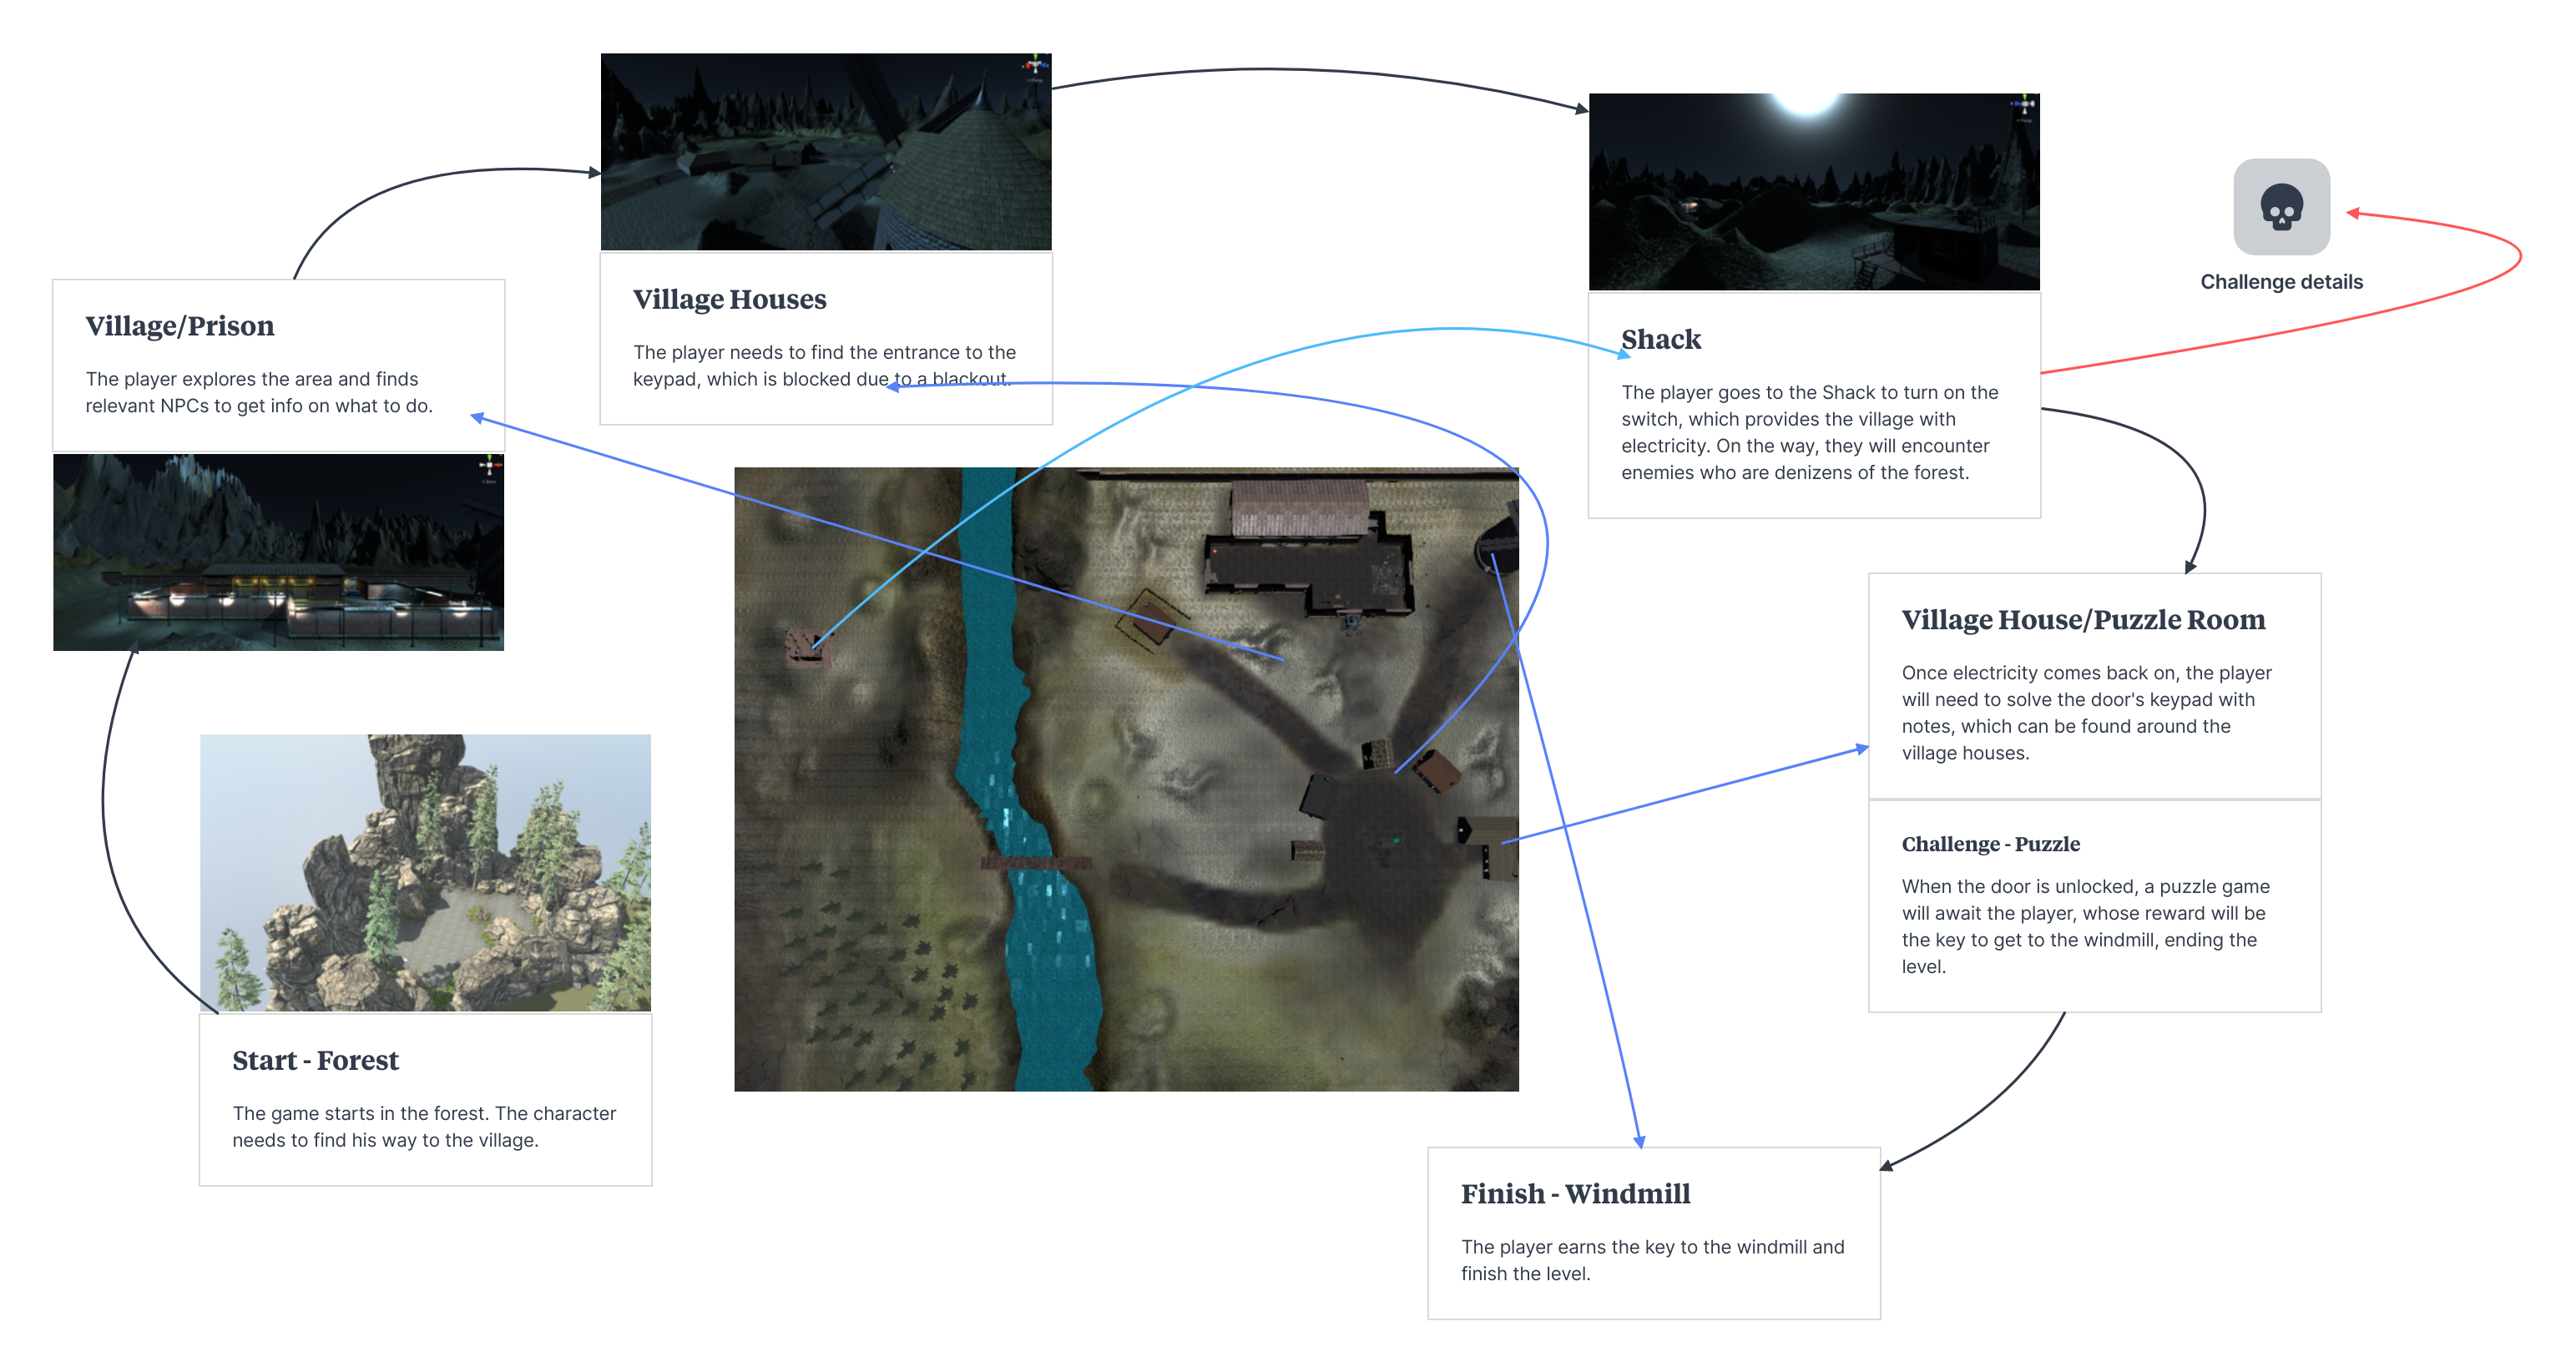 Village Houses
The player needs to find the entrance to the
keypad, which is blocked due to a blackout.
Challenge details
Village/Prison
The player explores the area and finds
relevant NPCs to get info on what to do.
Shack
The player goes to the Shack to turn on the
switch, which provides the village with
electricity. On the way, they will encounter
enemies who are denizens of the forest.
Village House/Puzzle Room
Once electricity comes back on, the player
will need to solve the door's keypad with
notes, which can be found around the
village houses.
Challenge - Puzzle
When the door is unlocked, a puzzle game
will await the player, whose reward will be
the key to get to the windmill, ending the
level.
Start - Forest
The game starts in the forest. The character
needs to find his way to the village.
Finish - Windmill
The player earns the key to the windmill and
finish the level.